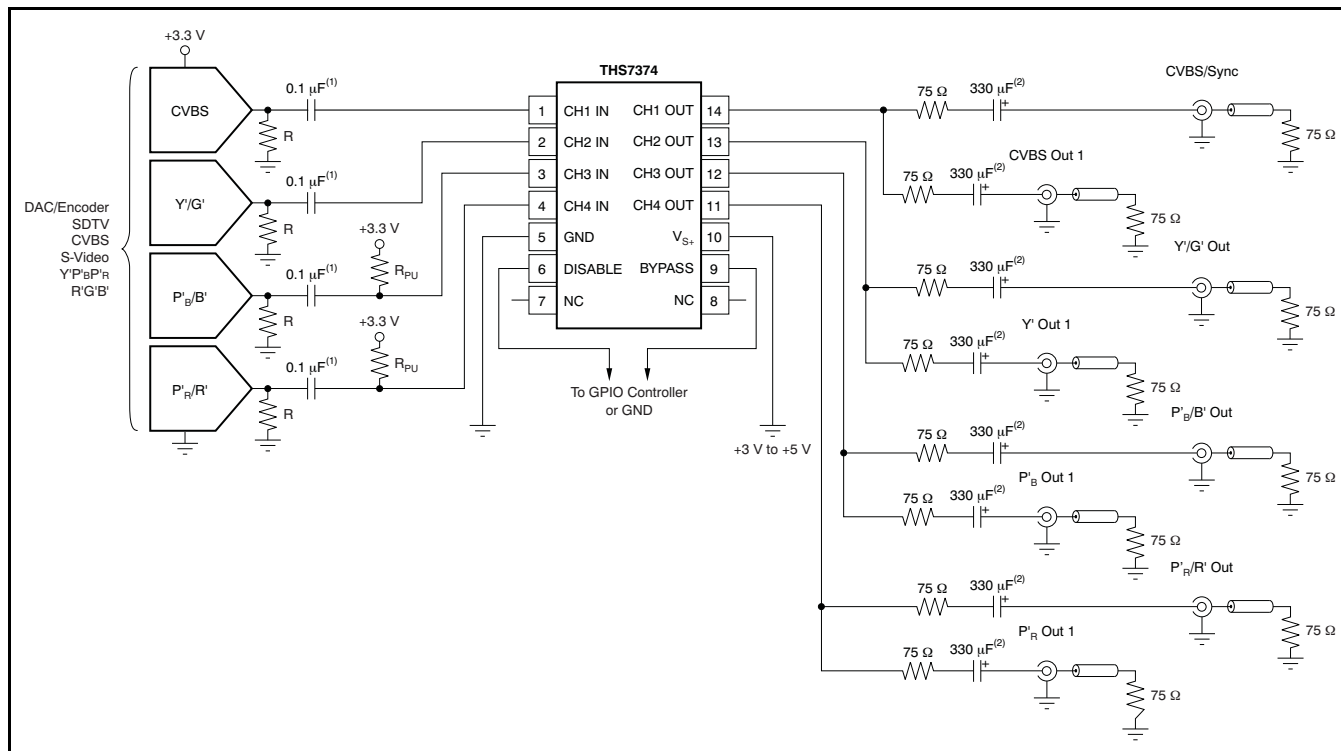 +3.3 V
DAC/Encoder
SDTV
CVBS
S-Video
Y'P'BP'R
R'G'B'
CVBS
0.1 µF(1)
R
Y'/G'
0.1 µF(1)
R
P'B/B'
0.1 µF(1)
R
+3.3 V
RPU
P'R/R'
0.1 µF(1)
R
+3.3 V
RPU
THS7374
1 CH1 IN CH1 OUT 14
2 CH2 IN CH2 OUT 13
3 CH3 IN CH3 OUT 12
4 CH4 IN CH4 OUT 11
5 GND VS+ 10
6 DISABLE BYPASS 9
7 NC NC 8
To GPIO Controller
or GND
+3 V to +5 V
75 Ω 330 µF(2) CVBS/Sync
75 Ω
CVBS Out 1
75 Ω 330 µF(2)
75 Ω
Y'/G' Out
75 Ω 330 µF(2)
75 Ω
Y' Out 1
75 Ω 330 µF(2)
75 Ω
P'B/B' Out
75 Ω 330 µF(2)
75 Ω
P'B Out 1
75 Ω 330 µF(2)
75 Ω
P'R/R' Out
75 Ω 330 µF(2)
75 Ω
P'R Out 1
75 Ω 330 µF(2)
75 Ω